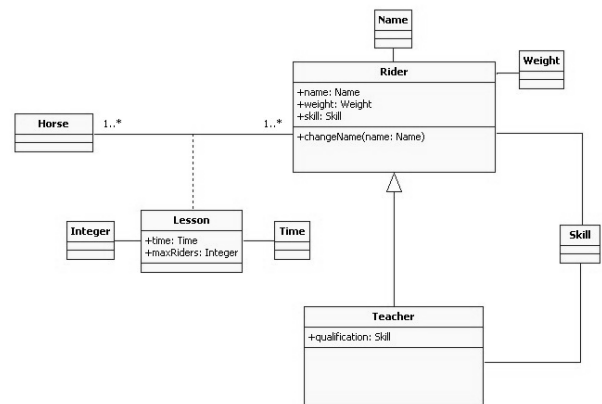 Name
Weight
Rider
+name: Name
+weight: Weight
+skill: Skill
+changeName(name: Name)
Horse
1..*
1..*
Lesson
+time: Time
+maxRiders: Integer
Integer
Time
Skill
Teacher
+qualification: Skill